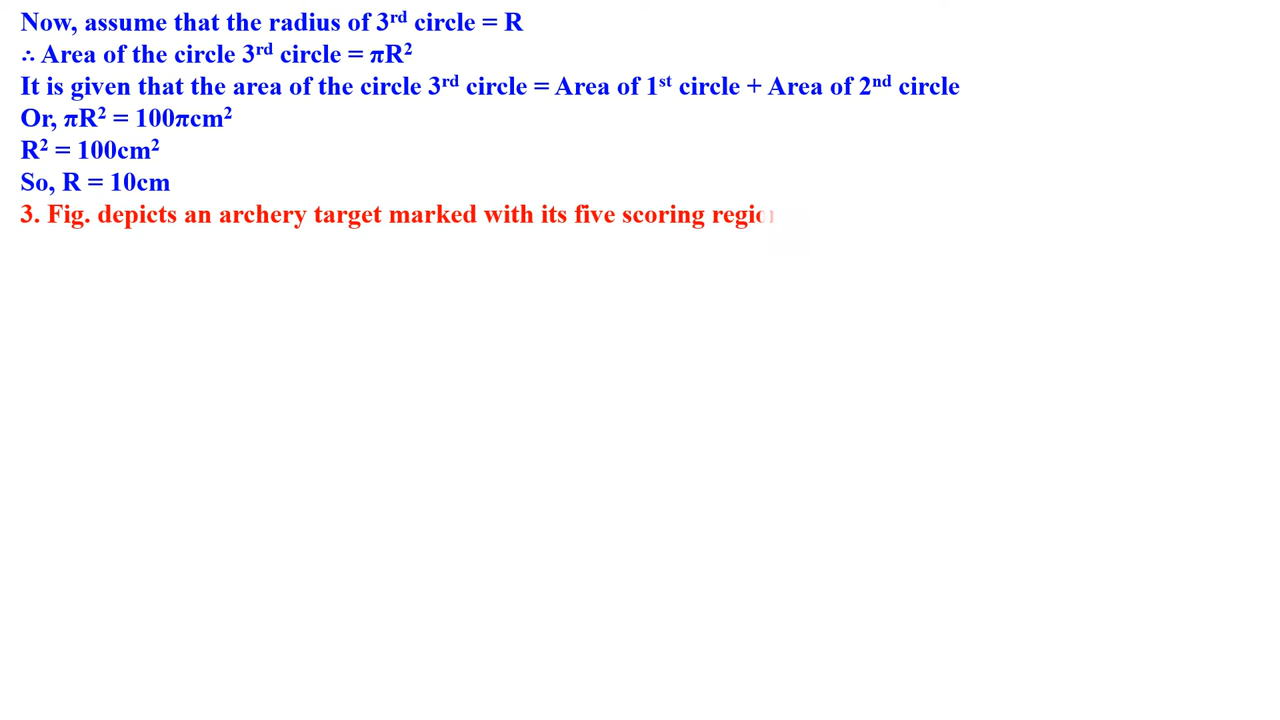 Now, assume that the radius of 3rd circle = R
∴ Area of the circle 3rd circle = πR²
It is given that the area of the circle 3rd circle = Area of 1st circle + Area of 2nd circle
Or, πR² = 100πcm²
R² = 100cm²
So, R = 10cm
3. Fig. depicts an archery target marked with its five scoring region